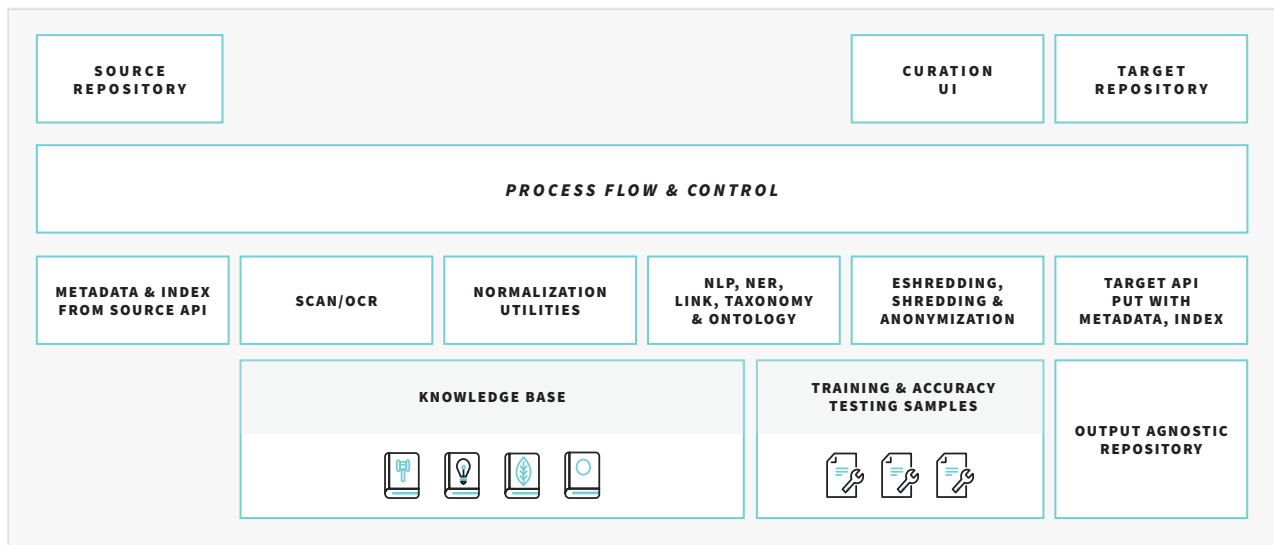 SOURCE
REPOSITORY
CURATION
UI
TARGET
REPOSITORY
PROCESS FLOW & CONTROL
METADATA & INDEX
FROM SOURCE API
SCAN/OCR
NORMALIZATION
UTILITIES
NLP, NER,
LINK, TAXONOMY
& ONTOLOGY
ESHREDDING,
SHREDDING &
ANONYMIZATION
TARGET API
PUT WITH
METADATA, INDEX
KNOWLEDGE BASE
TRAINING & ACCURACY
TESTING SAMPLES
OUTPUT AGNOSTIC
REPOSITORY